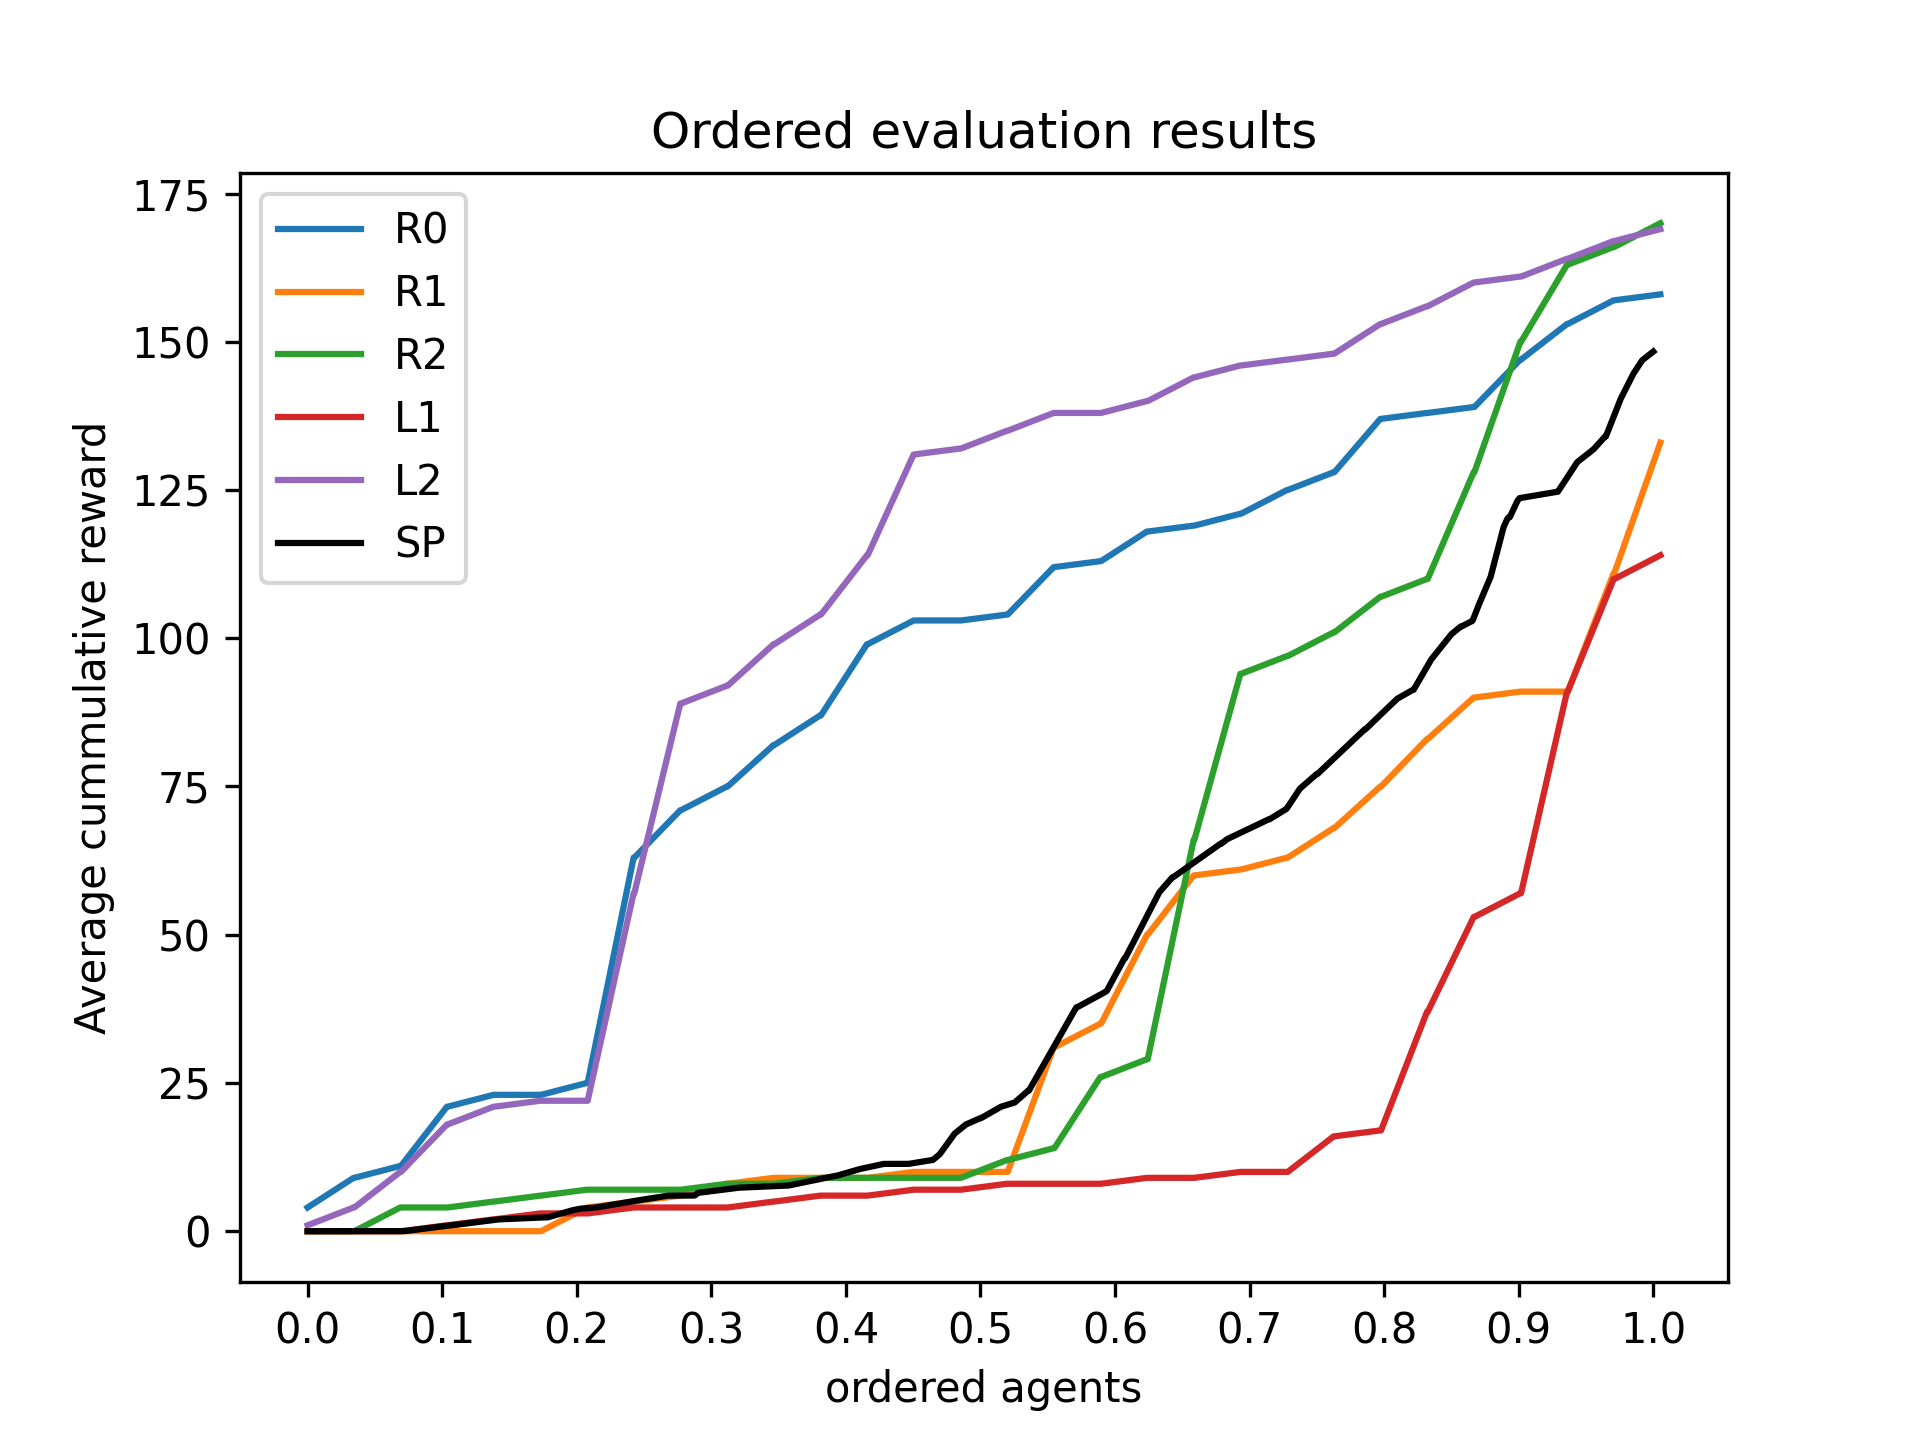 Ordered evaluation results
175
150
125
100
75
50
25
0
Average cummulative reward
R0
R1
R2
L1
L2
SP
0.0 0.1 0.2 0.3 0.4 0.5 0.6 0.7 0.8 0.9 1.0
ordered agents